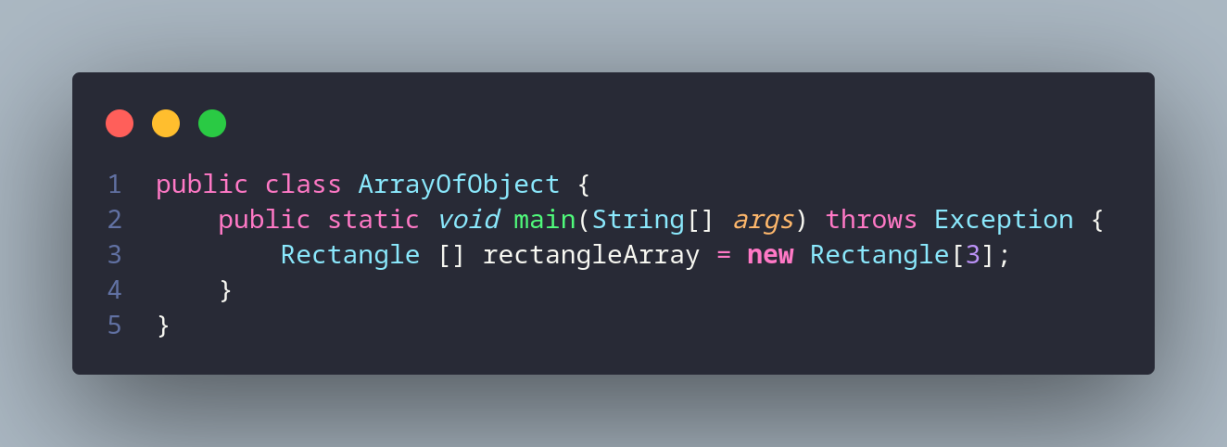 1 public class ArrayOfObject {
2     public static void main(String[] args) throws Exception {
3         Rectangle [] rectangleArray = new Rectangle[3];
4     }
5 }